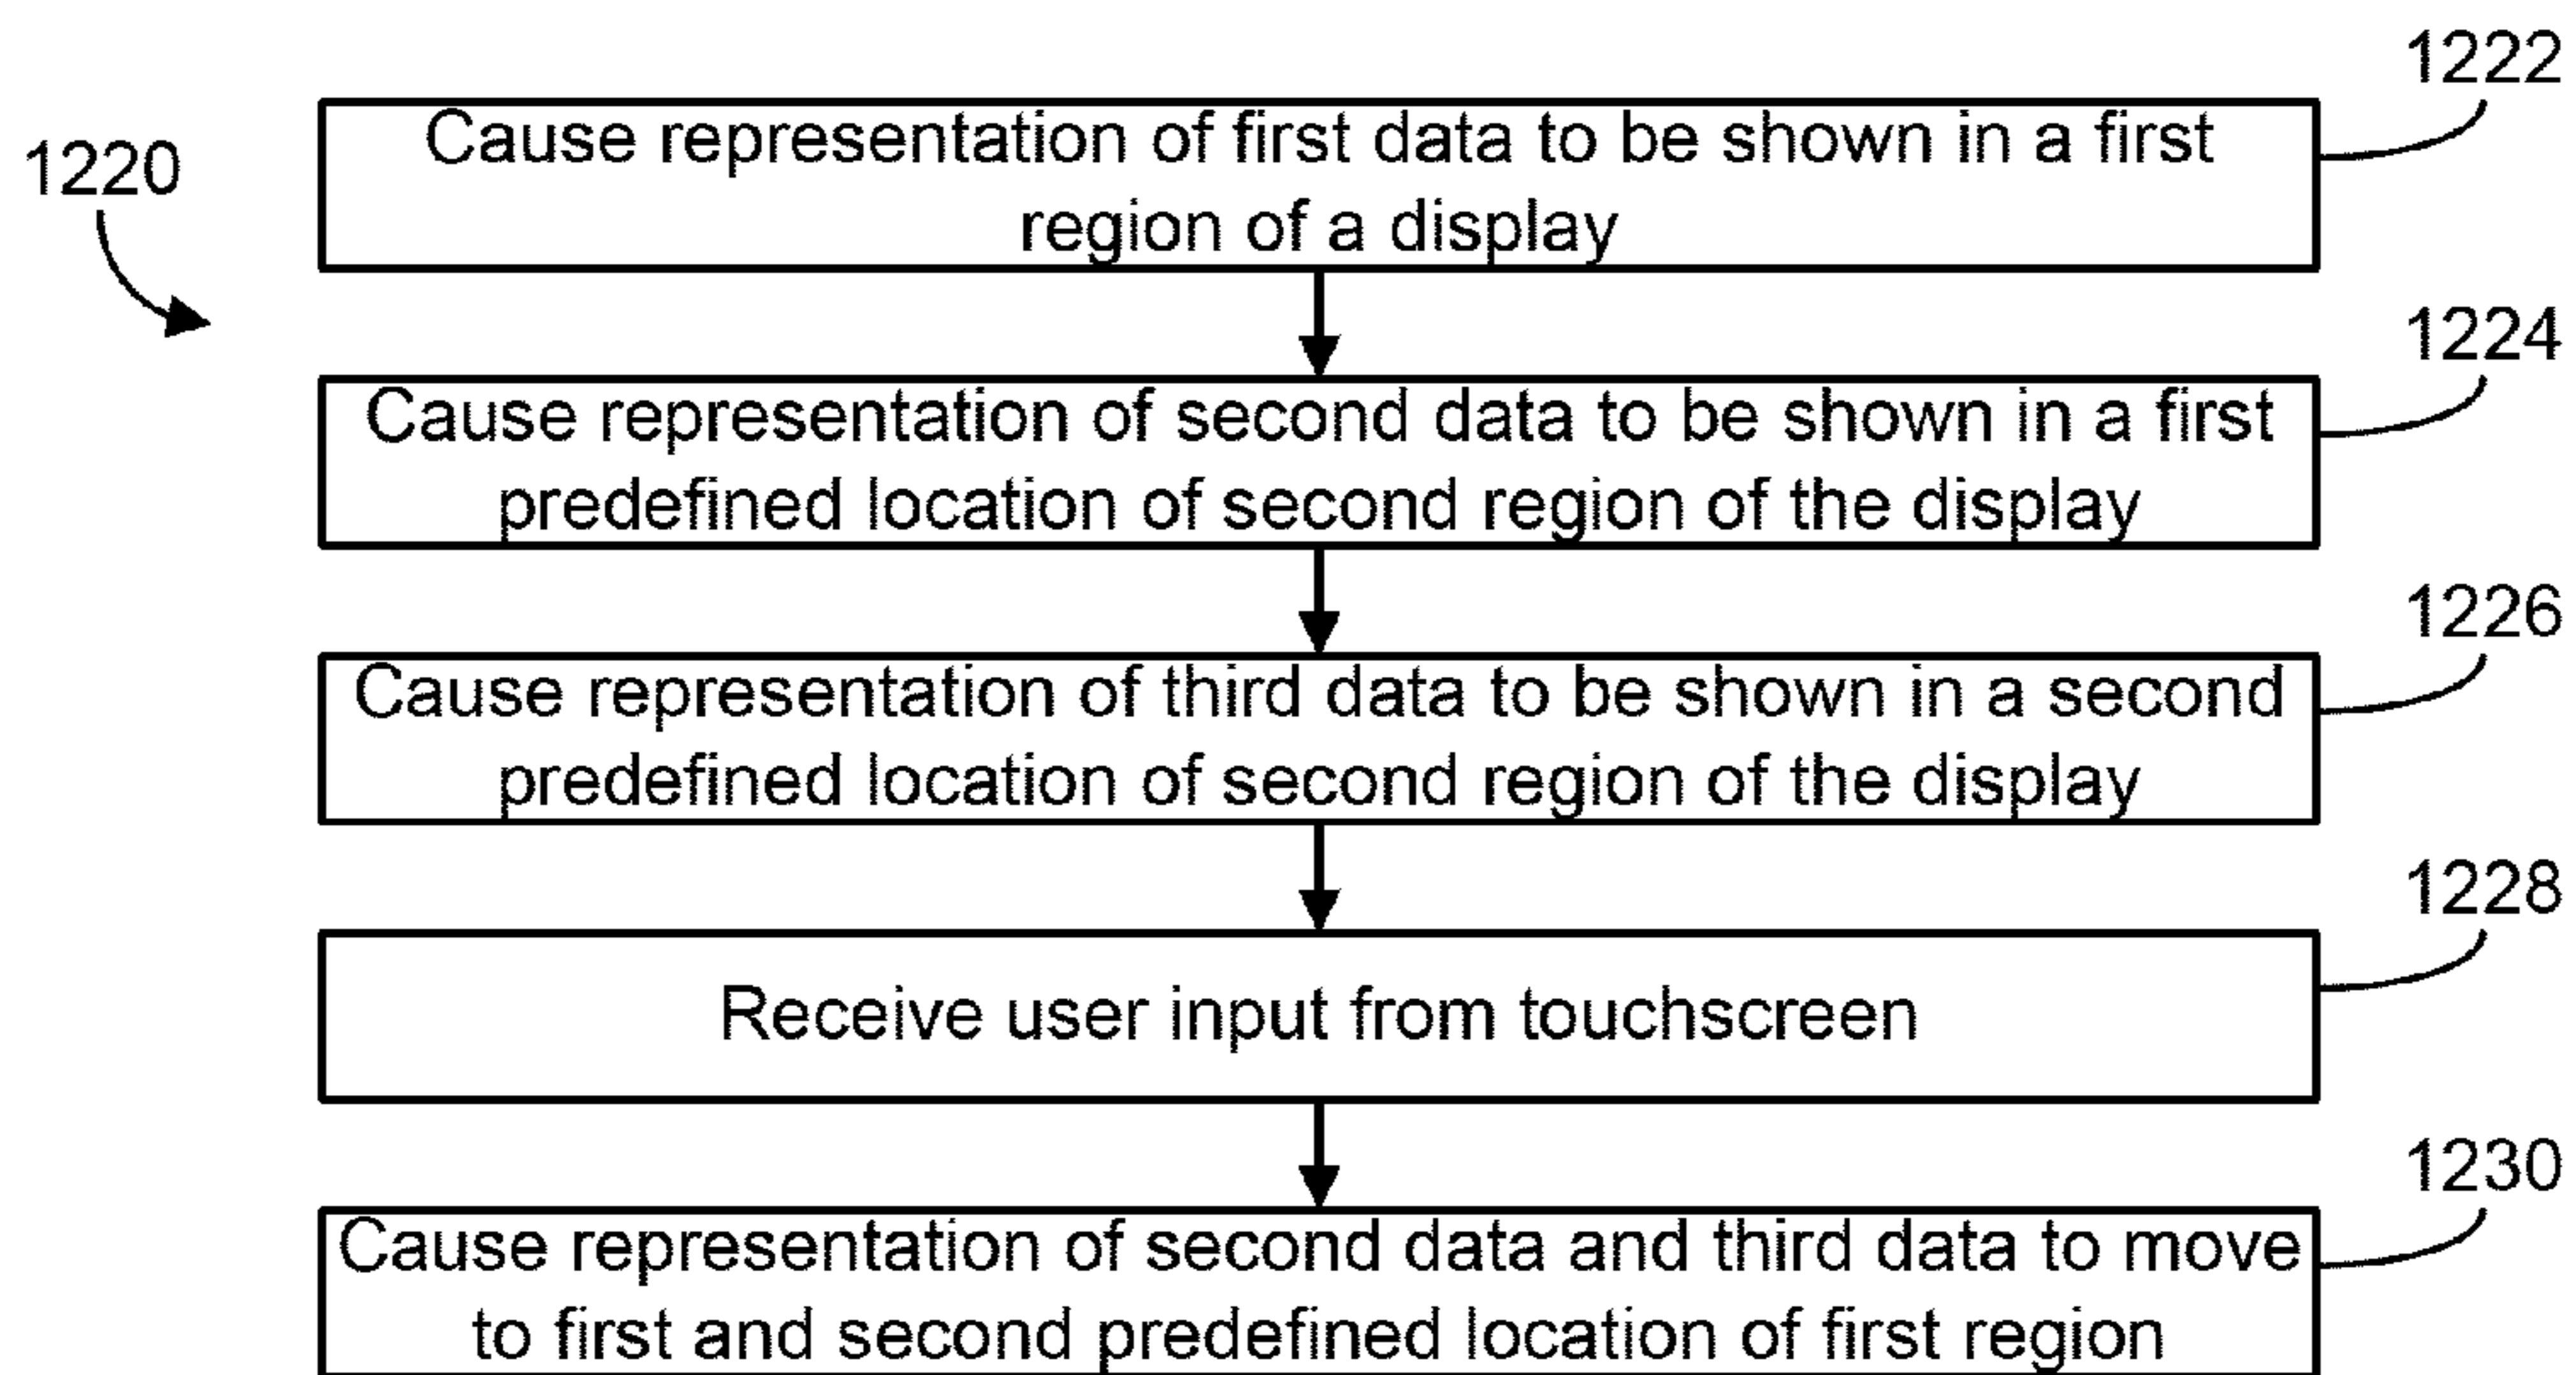 1220
1222
Cause representation of first data to be shown in a first
region of a display
1224
Cause representation of second data to be shown in a first
predefined location of second region of the display
1226
Cause representation of third data to be shown in a second
predefined location of second region of the display
1228
Receive user input from touchscreen
1230
Cause representation of second data and third data to move
to first and second predefined location of first region